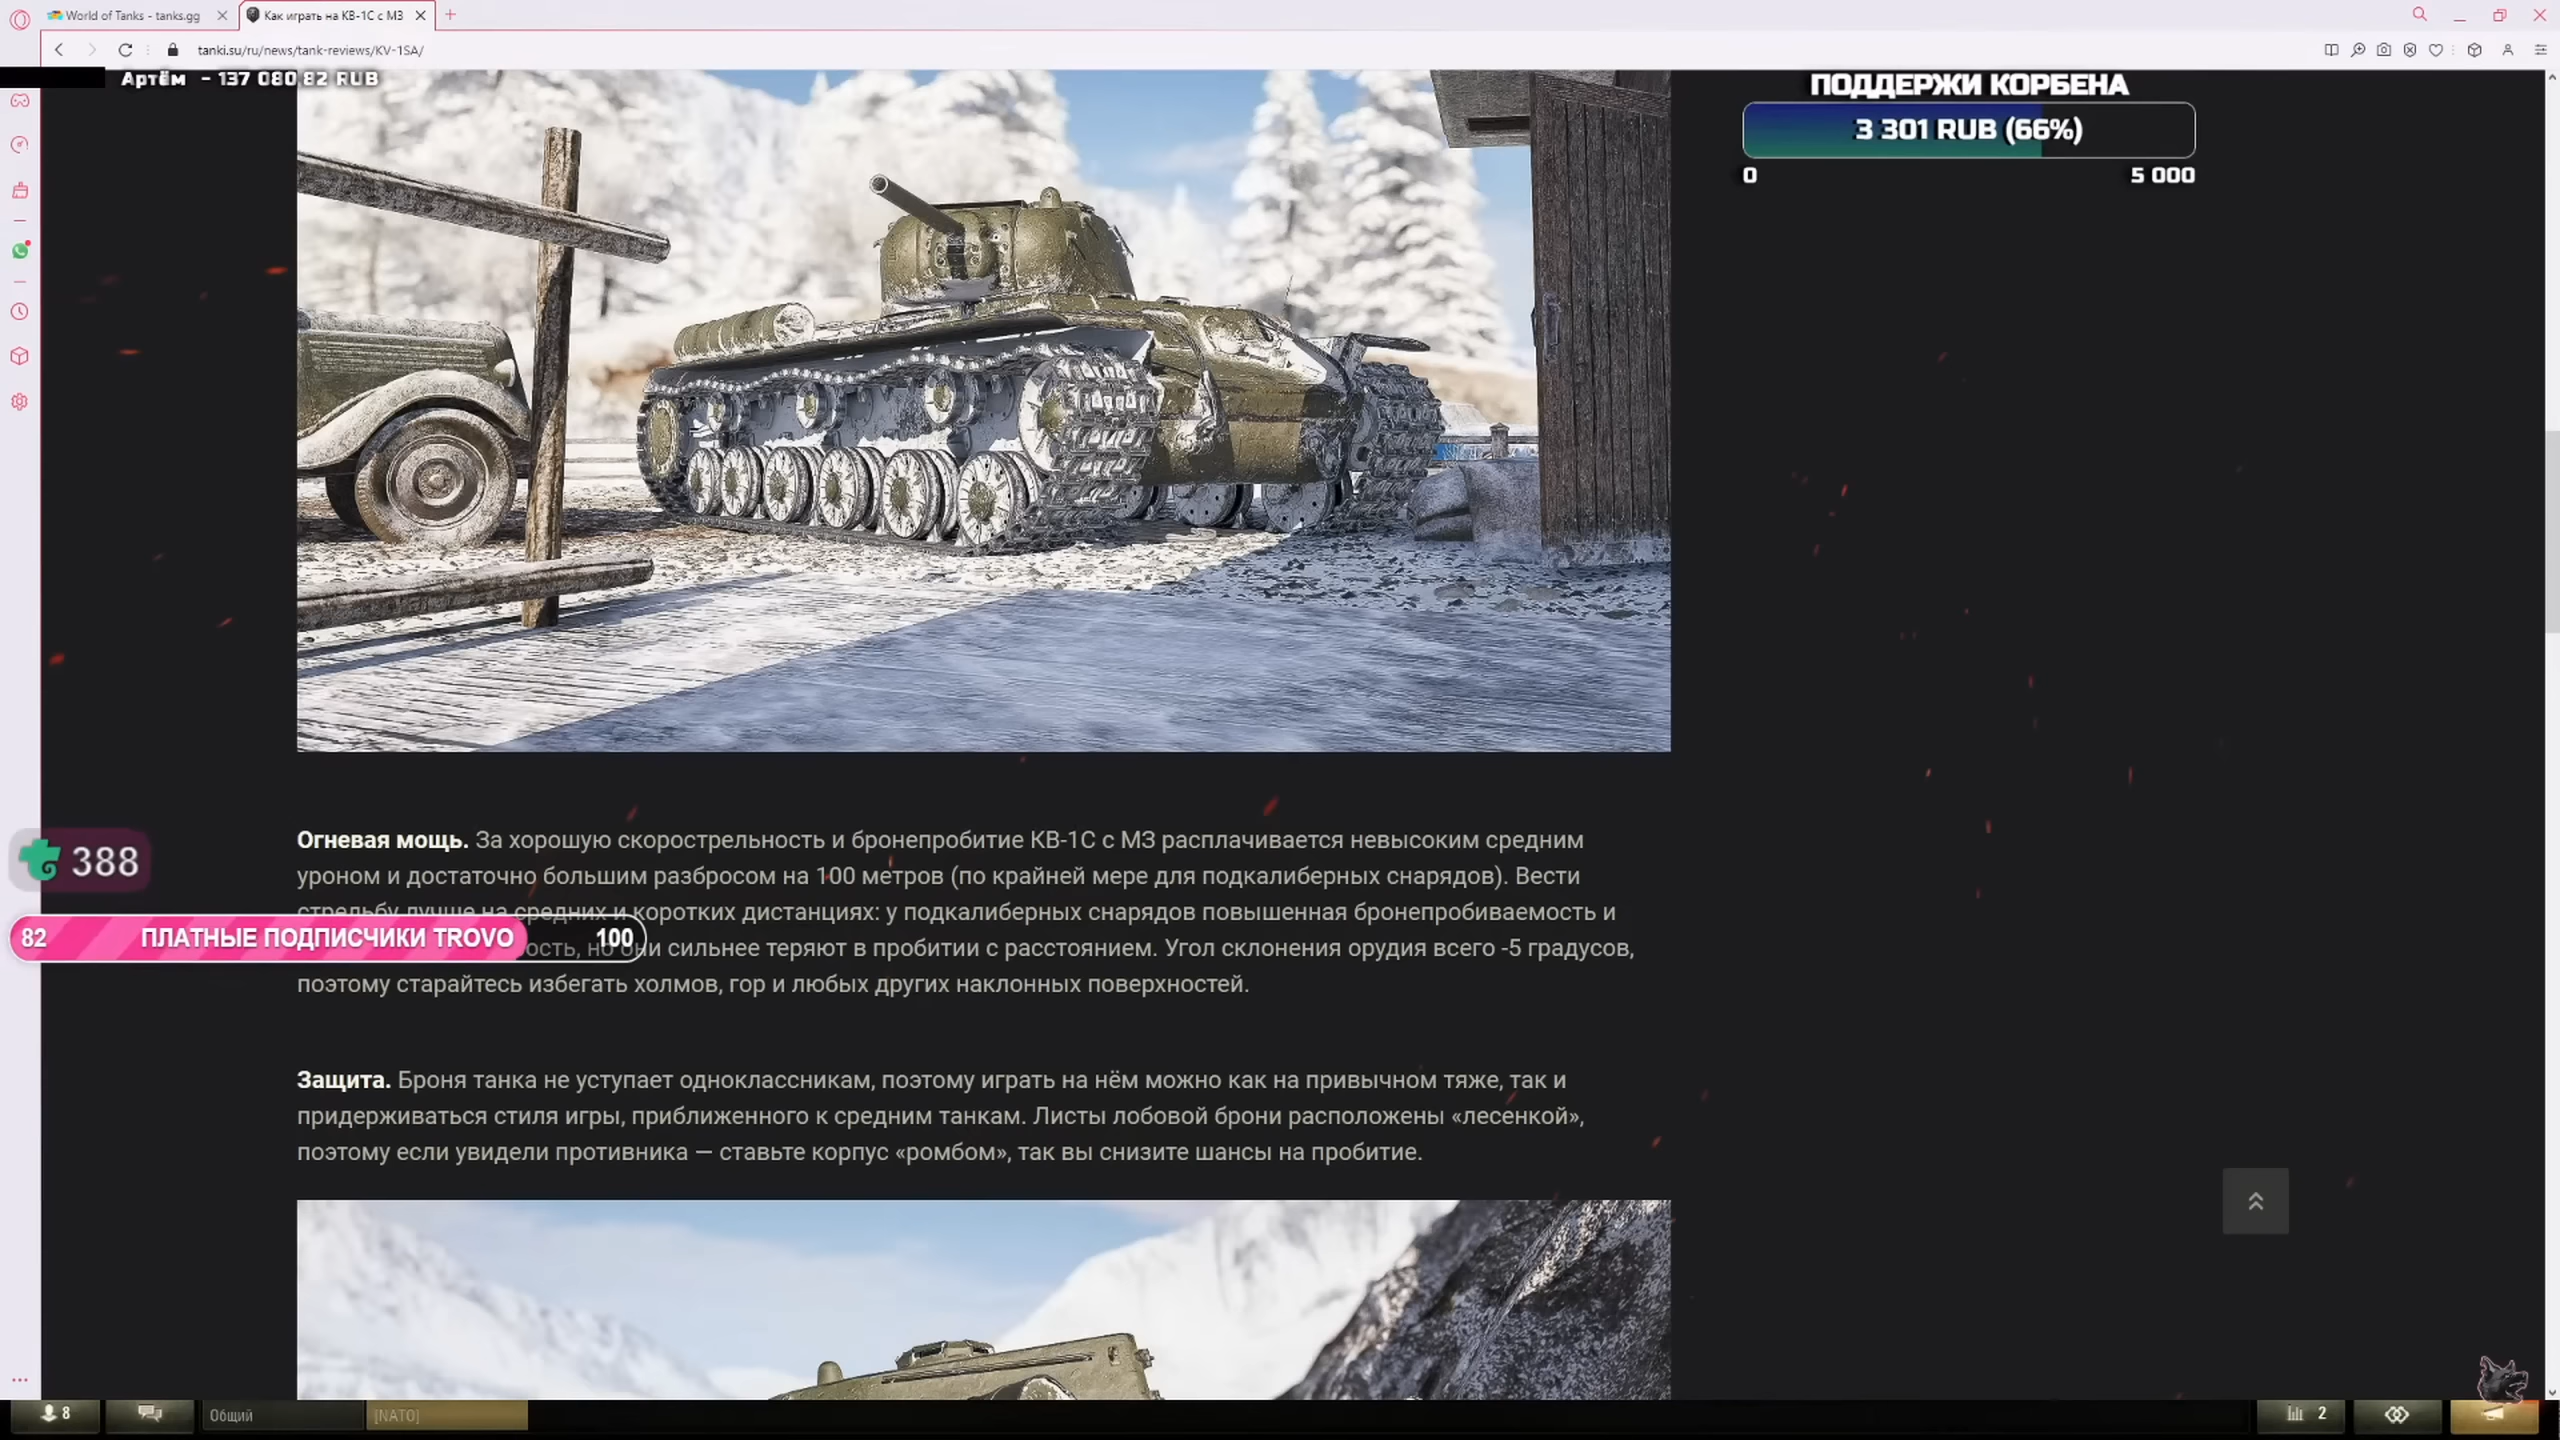 World of Tanks - tanks.gg
Как играть на КВ-1С с МЗ
tanki.su/ru/news/tank-reviews/KV-1SA/
Артём - 137 080.82 RUB
ПОДДЕРЖИ КОРБЕНА
3 301 RUB (66%)
0 5 000
Огневая мощь. За хорошую скорострельность и бронепробитие КВ-1С с МЗ расплачивается невысоким средним
уроном и достаточно большим разбросом на 100 метров (по крайней мере для подкалиберных снарядов). Вести
стрельбу лучше на средних и коротких дистанциях: у подкалиберных снарядов повышенная бронепробиваемость и
ость, но они сильнее теряют в пробитии с расстоянием. Угол склонения орудия всего -5 градусов,
поэтому старайтесь избегать холмов, гор и любых других наклонных поверхностей.
388
82 ПЛАТНЫЕ ПОДПИСЧИКИ TROVO 100
Защита. Броня танка не уступает одноклассникам, поэтому играть на нём можно как на привычном тяже, так и
придерживаться стиля игры, приближенного к средним танкам. Листы лобовой брони расположены «лесенкой»,
поэтому если увидели противника — ставьте корпус «ромбом», так вы снизите шансы на пробитие.
8 Общий [NATO] 2